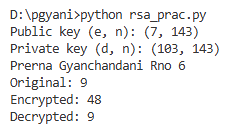 D:\pgyani>python rsa_prac.py
Public key (e, n): (7, 143)
Private key (d, n): (103, 143)
Prerna Gyanchandani Rno 6
Original: 9
Encrypted: 48
Decrypted: 9